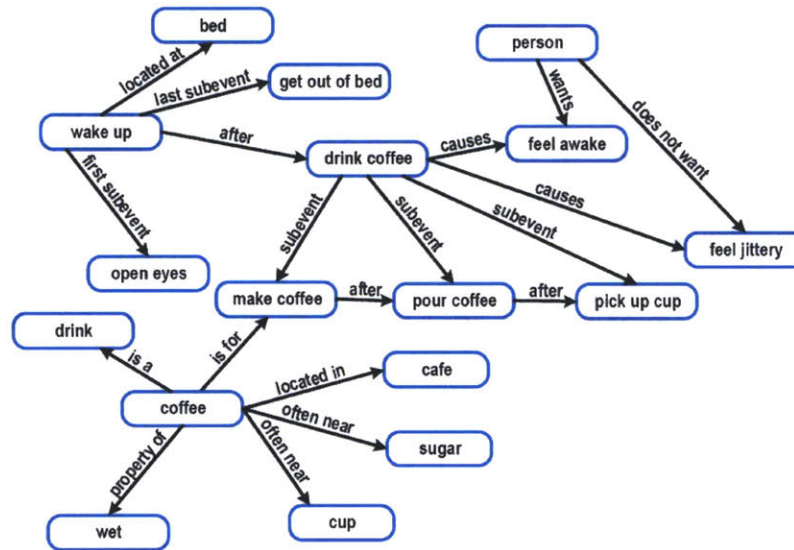 bed
person
located at
last subevent
get out of bed
wants
does not want
wake up
after
drink coffee
causes
feel awake
first subevent
subevent
subevent
subevent
causes
feel jittery
open eyes
make coffee
after
pour coffee
after
pick up cup
drink
is a
is for
located in
cafe
coffee
often near
sugar
property of
often near
wet
cup